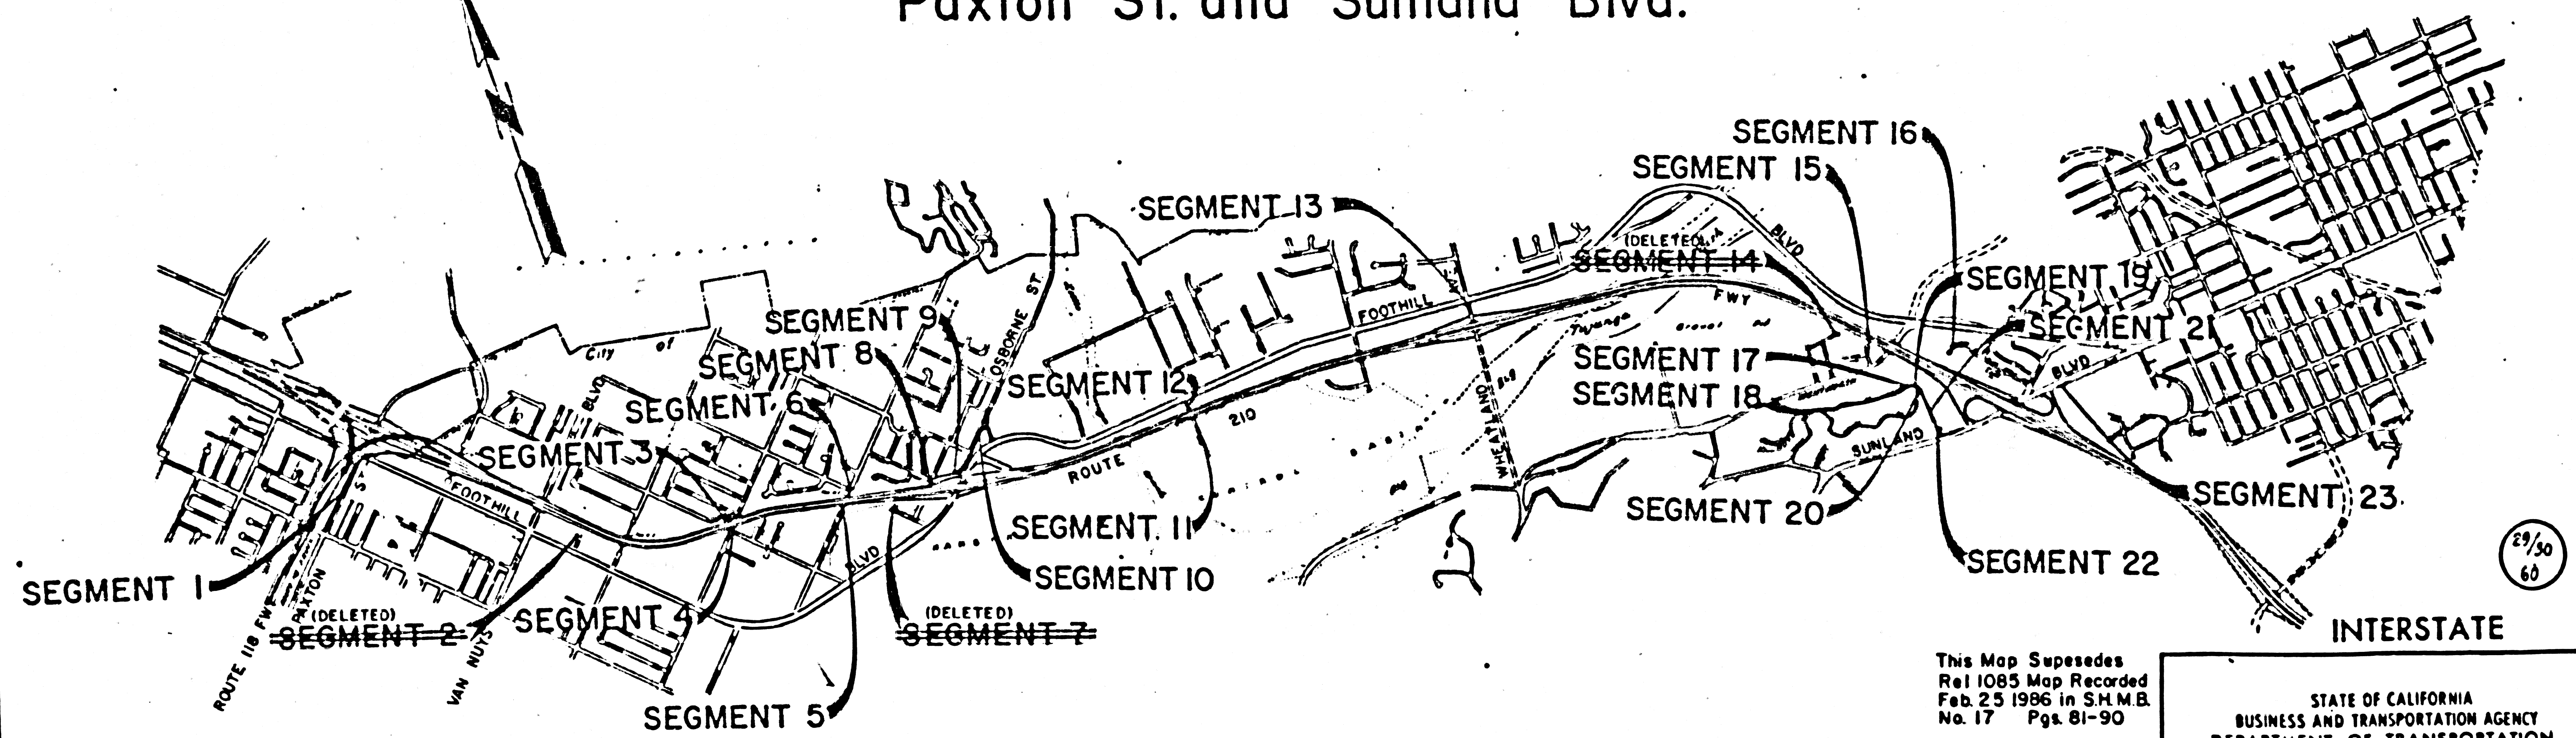 Paxton St. and Sunland Blvd.
SEGMENT 16
SEGMENT 15
SEGMENT 13
(DELETED)
SEGMENT 14
BLVD
SEGMENT 19
SEGMENT 9
OSBORNE ST
FOOTHILL
FWY
Tujunga
SEGMENT 21
City of
SEGMENT 8
SEGMENT 12
SEGMENT 17
BLVD
BLVD
SEGMENT 6
210
WHEATLAND
SEGMENT 18
SEGMENT 3
ROUTE
SUNLAND
FOOTHILL
SEGMENT 20
SEGMENT 23
SEGMENT 11
BLVD
SEGMENT 1
SEGMENT 10
SEGMENT 22
29/30
60
PAXTON
ROUTE 118 FWY
(DELETED)
SEGMENT 2
VAN NUYS
SEGMENT 4
(DELETED)
SEGMENT 7
INTERSTATE
SEGMENT 5
This Map Supesedes
Rel 1085 Map Recorded
Feb. 25 1986 in S.H.M.B.
No. 17 Pgs. 81-90
STATE OF CALIFORNIA
BUSINESS AND TRANSPORTATION AGENCY
DEPARTMENT OF TRANSPORTATION